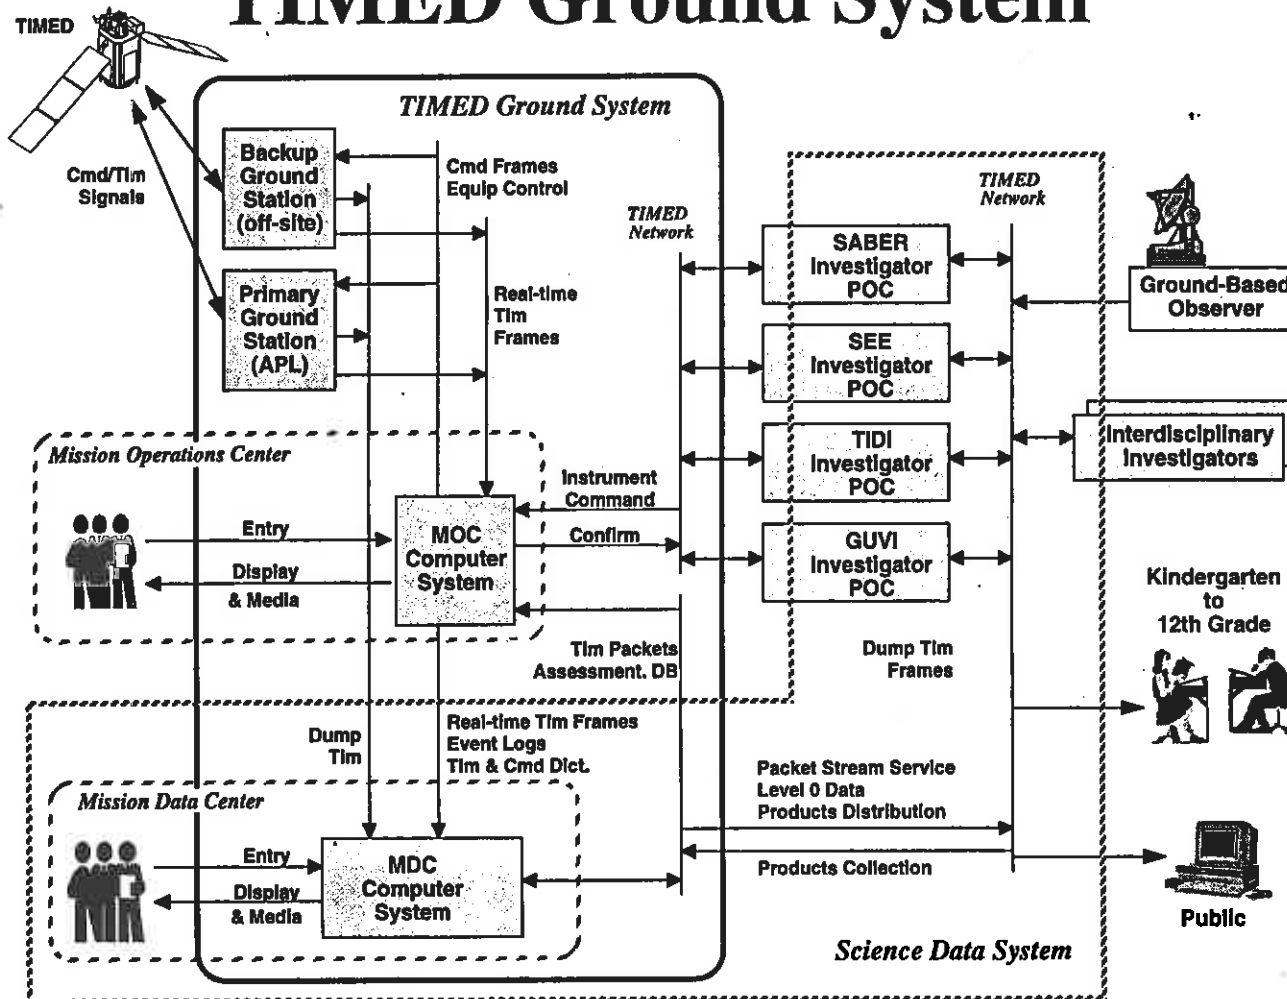 TIMED Ground System
TIMED
TIMED Ground System
Backup
Ground
Station
(off-site)
Cmd Frames
Equip Control
Cmd/Tlm
Signals
TIMED
Network
TIMED
Network
SABER
Investigator
POC
Ground-Based
Observer
Primary
Ground
Station
(APL)
Real-time
Tlm
Frames
SEE
Investigator
POC
TIDI
Investigator
POC
Interdisciplinary
Investigators
Mission Operations Center
Instrument
Command
Entry
MOC
Computer
System
Confirm
GUVI
Investigator
POC
Display
& Media
Kindergarten
to
12th Grade
Tlm Packets
Assessment. DB
Dump Tlm
Frames
Dump
Tlm
Real-time Tlm Frames
Event Logs
Tlm & Cmd Dict.
Packet Stream Service
Level 0 Data
Products Distribution
Mission Data Center
Entry
MDC
Computer
System
Display
& Media
Products Collection
Public
Science Data System